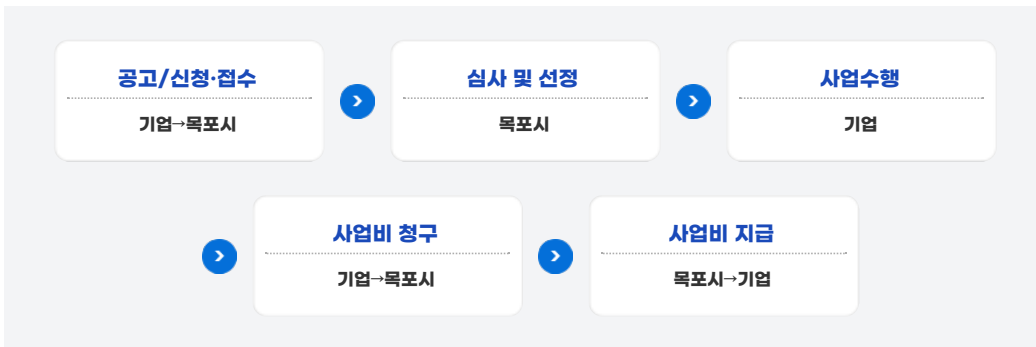 공고/신청·접수
기업→목포시
심사 및 선정
목포시
사업수행
기업
사업비 청구
기업→목포시
사업비 지급
목포시→기업